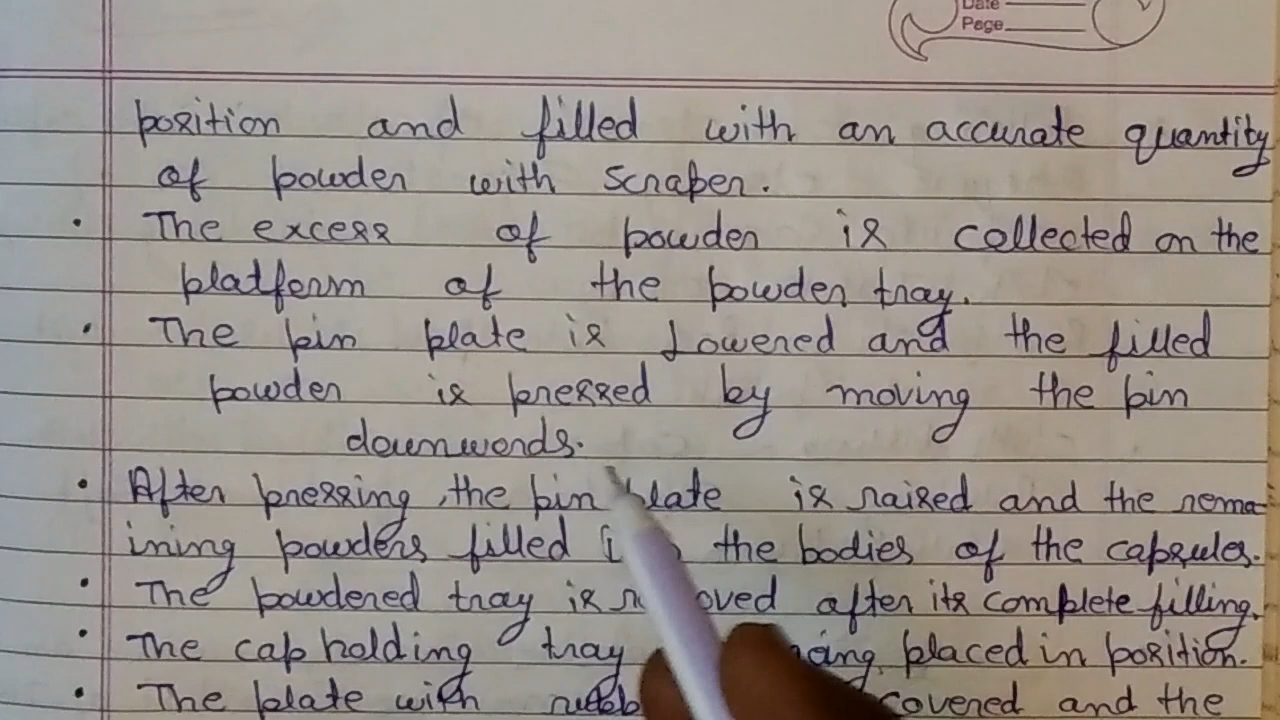 Date
Page
position and filled with an accurate quantity
of powder with scraper.
• The excess of powder is collected on the
platform of the powder tray.
• The pin plate is Lowered and the filled
powder is pressed by moving the pin
downwords.
• After pressing, the pin plate is raised and the rema-
ining powders filled the bodies of the capsules.
• The powdered tray is after its complete filling.
• The cap holding tray placed in position.
• The plate with and the